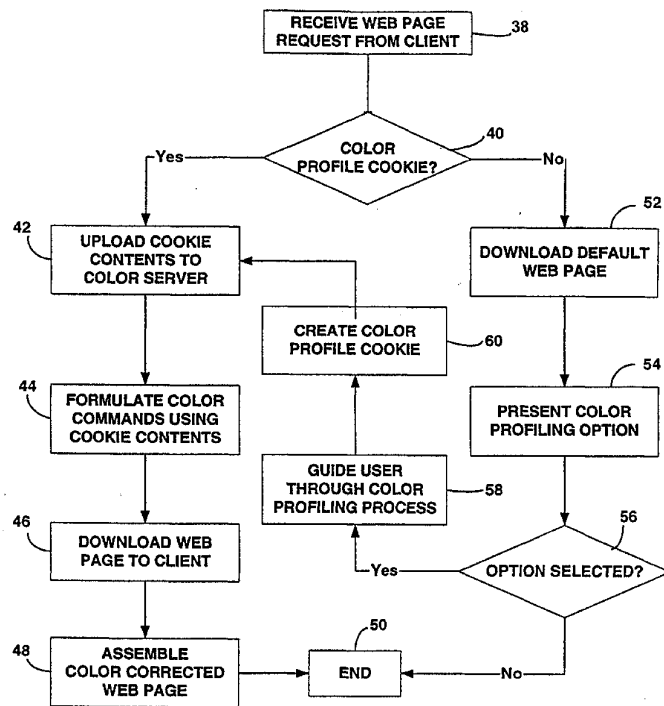 RECEIVE WEB PAGE
REQUEST FROM CLIENT
38
COLOR
PROFILE COOKIE?
40
Yes
No
42
UPLOAD COOKIE
CONTENTS TO
COLOR SERVER
52
DOWNLOAD DEFAULT
WEB PAGE
CREATE COLOR
PROFILE COOKIE
60
44
FORMULATE COLOR
COMMANDS USING
COOKIE CONTENTS
54
PRESENT COLOR
PROFILING OPTION
GUIDE USER
THROUGH COLOR
PROFILING PROCESS
58
46
DOWNLOAD WEB
PAGE TO CLIENT
56
OPTION SELECTED?
Yes
No
48
ASSEMBLE
COLOR CORRECTED
WEB PAGE
50
END